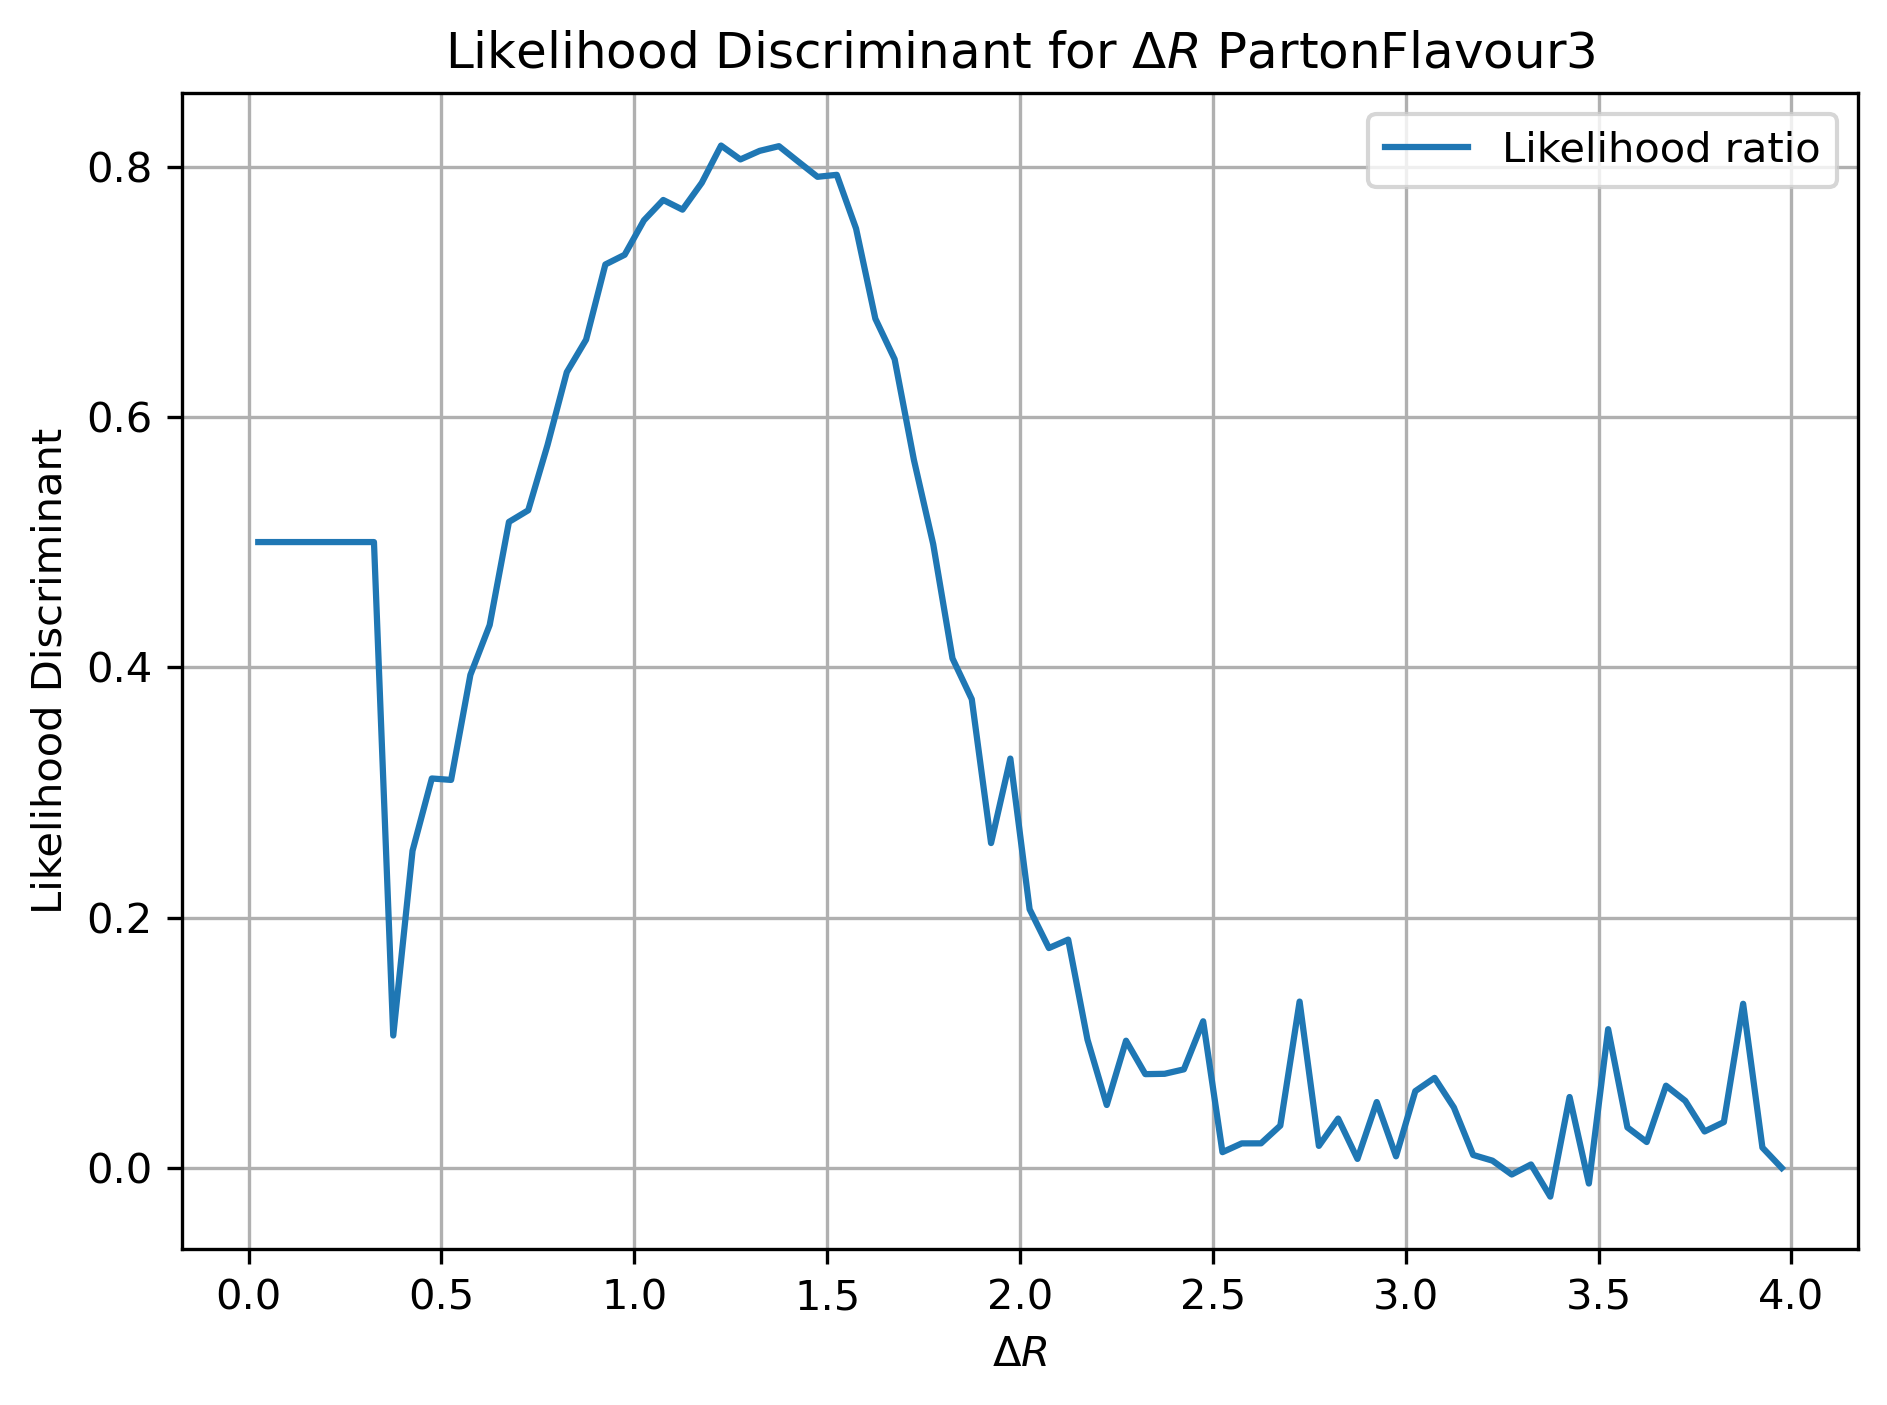 Likelihood Discriminant for ΔR PartonFlavour3
Likelihood ratio
Likelihood Discriminant
0.8
0.6
0.4
0.2
0.0
0.0 0.5 1.0 1.5 2.0 2.5 3.0 3.5 4.0
ΔR